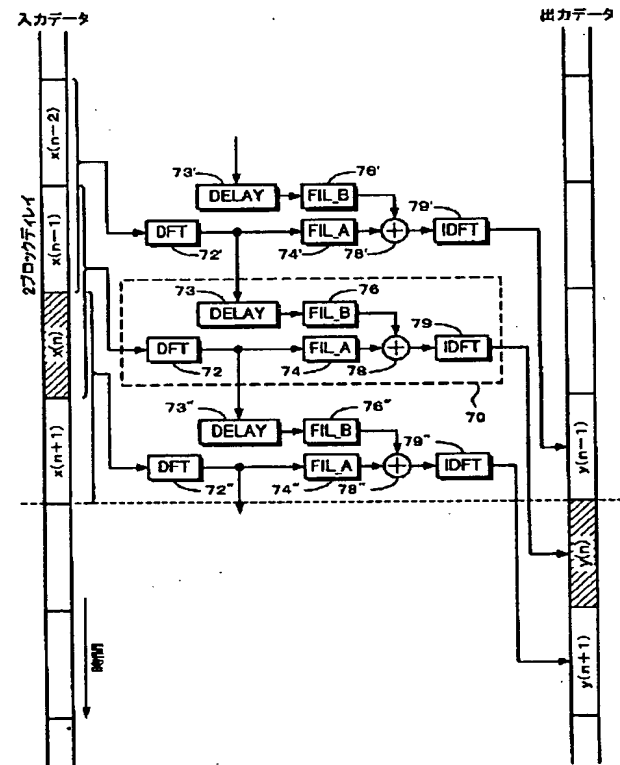 入力データ
出力データ
x(n-2)
x(n-1)
x(n)
x(n+1)
2ブロックディレイ
73'
DELAY
76'
FIL_B
79'
DFT
72'
FIL_A
74'
78'
IDFT
73
DELAY
76
FIL_B
79
DFT
72
FIL_A
74
78
IDFT
70
73"
DELAY
76"
FIL_B
79"
DFT
72"
FIL_A
74"
78"
IDFT
y(n-1)
y(n)
y(n+1)
時間